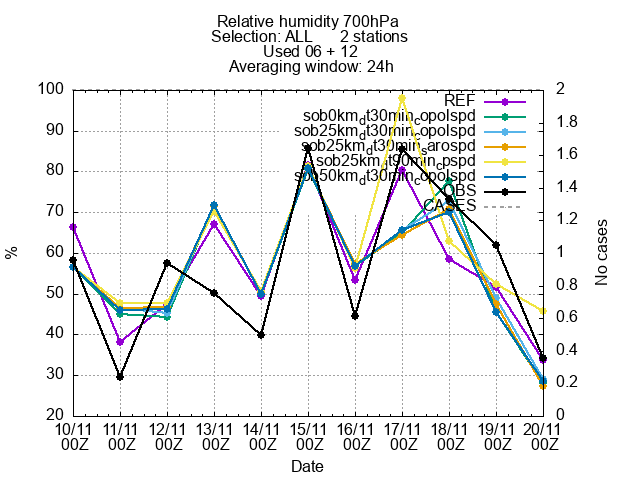 Relative humidity 700hPa
Selection: ALL 2 stations
Used 06 + 12
Averaging window: 24h
100 2
REF
90 1.8
sob0km_dt30min_copolspd
sob25km_dt30min_copolspd
80 1.6
sob25km_dt30min_sarospd
sob25km_dt90min_cpspd
sob50km_dt30min_copolspd
70 1.4
OBS
CASES
1.2
60 1
%
No cases
50 0.8
0.6
40 0.4
30 0.2
20 0
10/11 11/11 12/11 13/11 14/11 15/11 16/11 17/11 18/11 19/11 20/11
00Z 00Z 00Z 00Z 00Z 00Z 00Z 00Z 00Z 00Z 00Z
Date